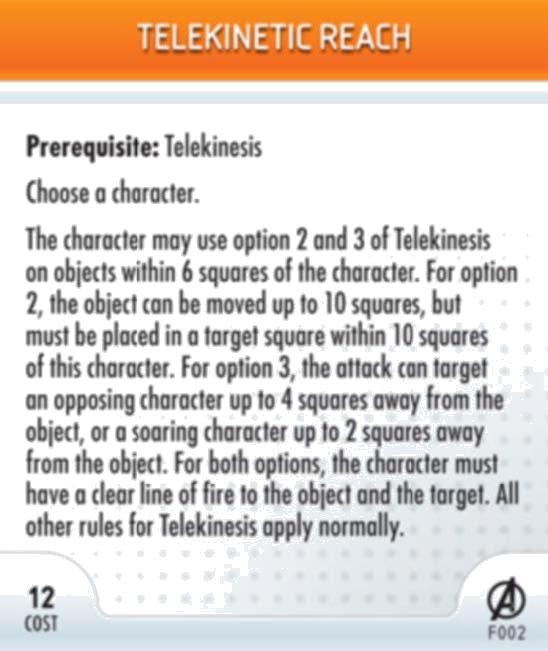 TELEKINETIC REACH
Prerequisite: Telekinesis
Choose a character.
The character may use option 2 and 3 of Telekinesis
on objects within 6 squares of the character. For option
2, the object can be moved up to 10 squares, but
must be placed in a target square within 10 squares
of this character. For option 3, the attack can target
an opposing character up to 4 squares away from the
object, or a soaring character up to 2 squares away
from the object. For both options, the character must
have a clear line of fire to the object and the target. All
other rules for Telekinesis apply normally.
12
COST
F002